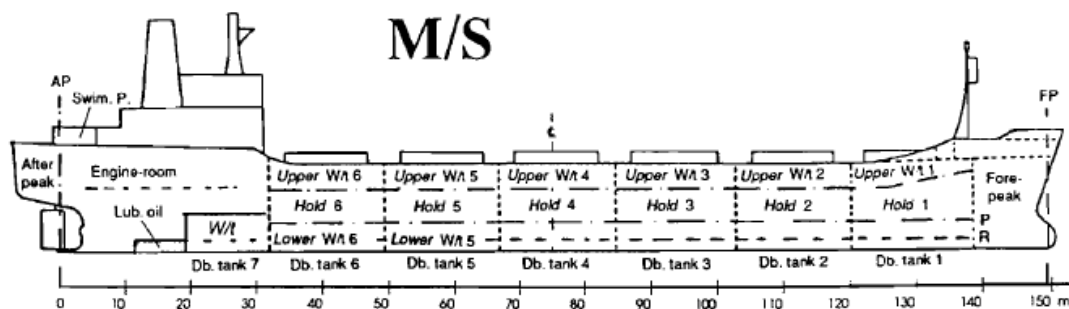 M/S
AP
Swim. P.
FP
℄
After peak
Engine-room
Upper W/t 6
Upper W/t 5
Upper W/t 4
Upper W/t 3
Upper W/t 2
Upper W/t 1
Fore-peak
Lub. oil
W/t
Hold 6
Hold 5
Hold 4
Hold 3
Hold 2
Hold 1
P
R
Lower W/t 6
Lower W/t 5
Db. tank 7
Db. tank 6
Db. tank 5
Db. tank 4
Db. tank 3
Db. tank 2
Db. tank 1
0 10 20 30 40 50 60 70 80 90 100 110 120 130 140 150 m